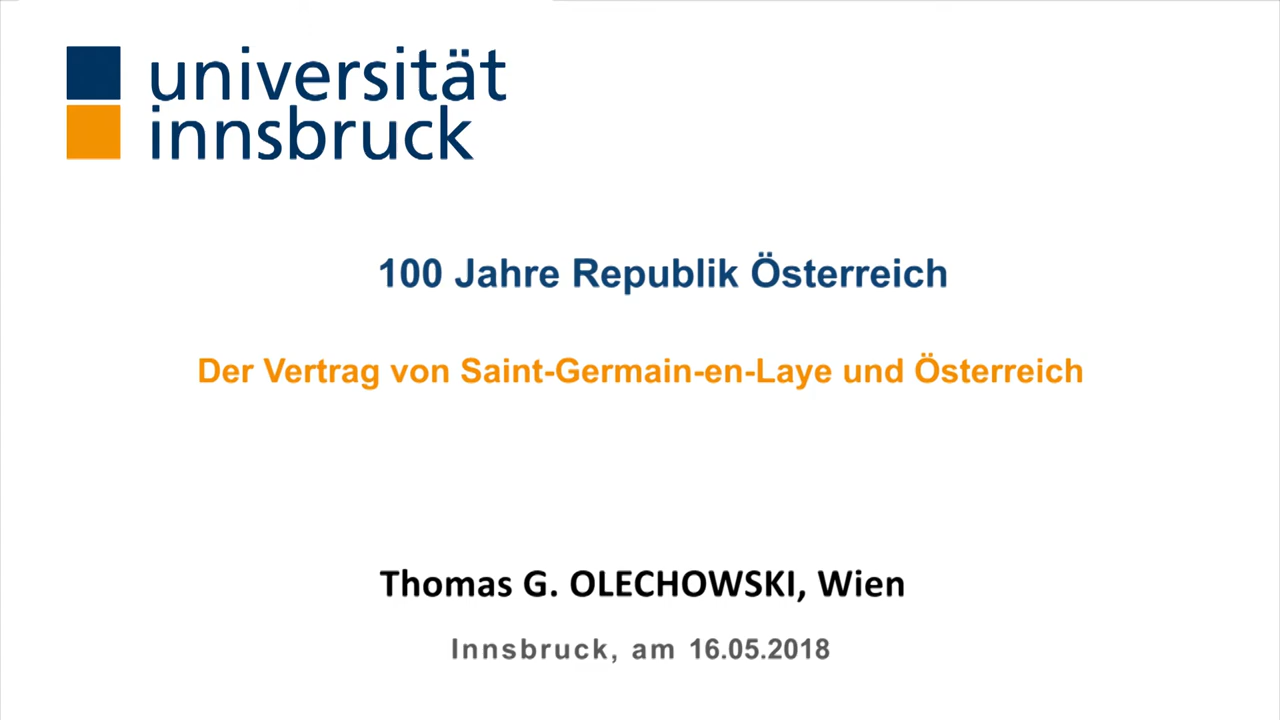 universität
innsbruck
100 Jahre Republik Österreich
Der Vertrag von Saint-Germain-en-Laye und Österreich
Thomas G. OLECHOWSKI, Wien
Innsbruck, am 16.05.2018